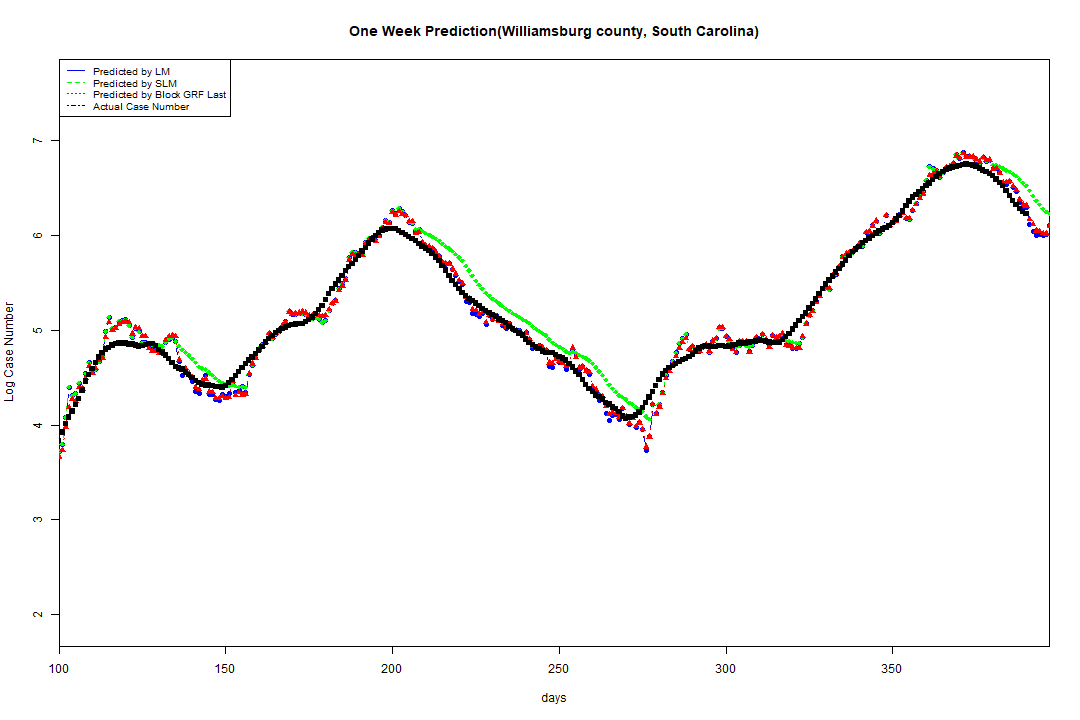 One Week Prediction(Williamsburg county, South Carolina)
Predicted by LM
Predicted by SLM
Predicted by Block GRF Last
Actual Case Number
7
6
5
4
3
2
Log Case Number
100 150 200 250 300 350
days